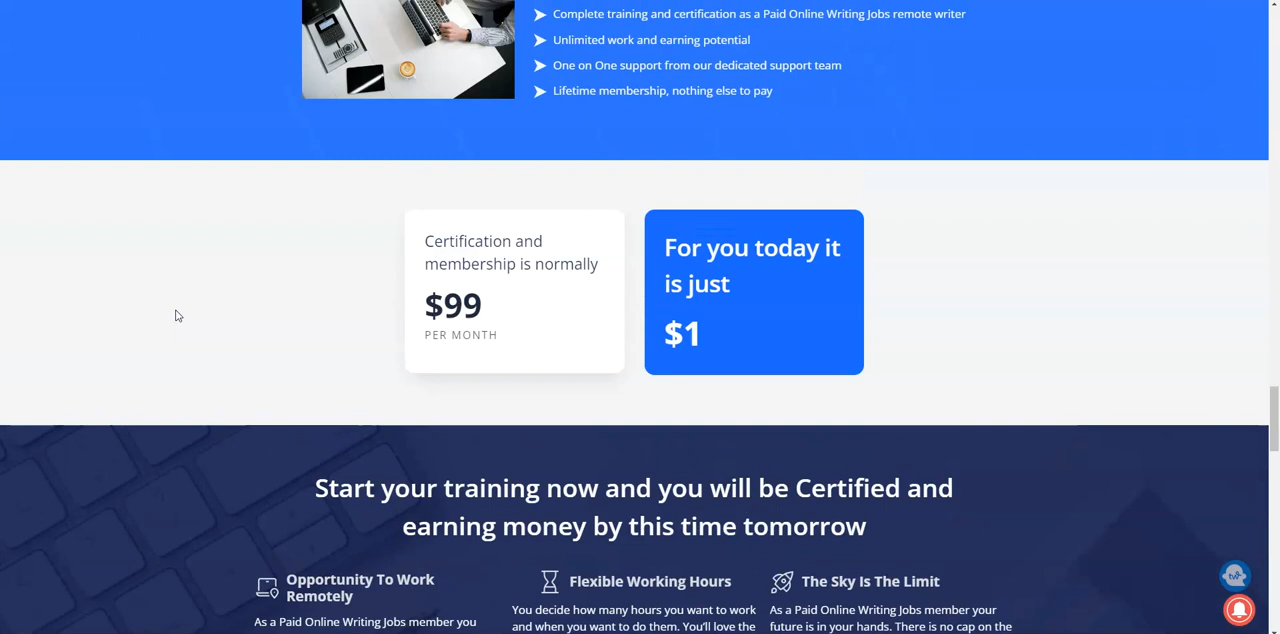 Complete training and certification as a Paid Online Writing Jobs remote writer
Unlimited work and earning potential
One on One support from our dedicated support team
Lifetime membership, nothing else to pay
Certification and
membership is normally
$99
PER MONTH
For you today it
is just
$1
Start your training now and you will be Certified and
earning money by this time tomorrow
Opportunity To Work
Remotely
As a Paid Online Writing Jobs member you
Flexible Working Hours
You decide how many hours you want to work
and when you want to do them. You'll love the
The Sky Is The Limit
As a Paid Online Writing Jobs member your
future is in your hands. There is no cap on the